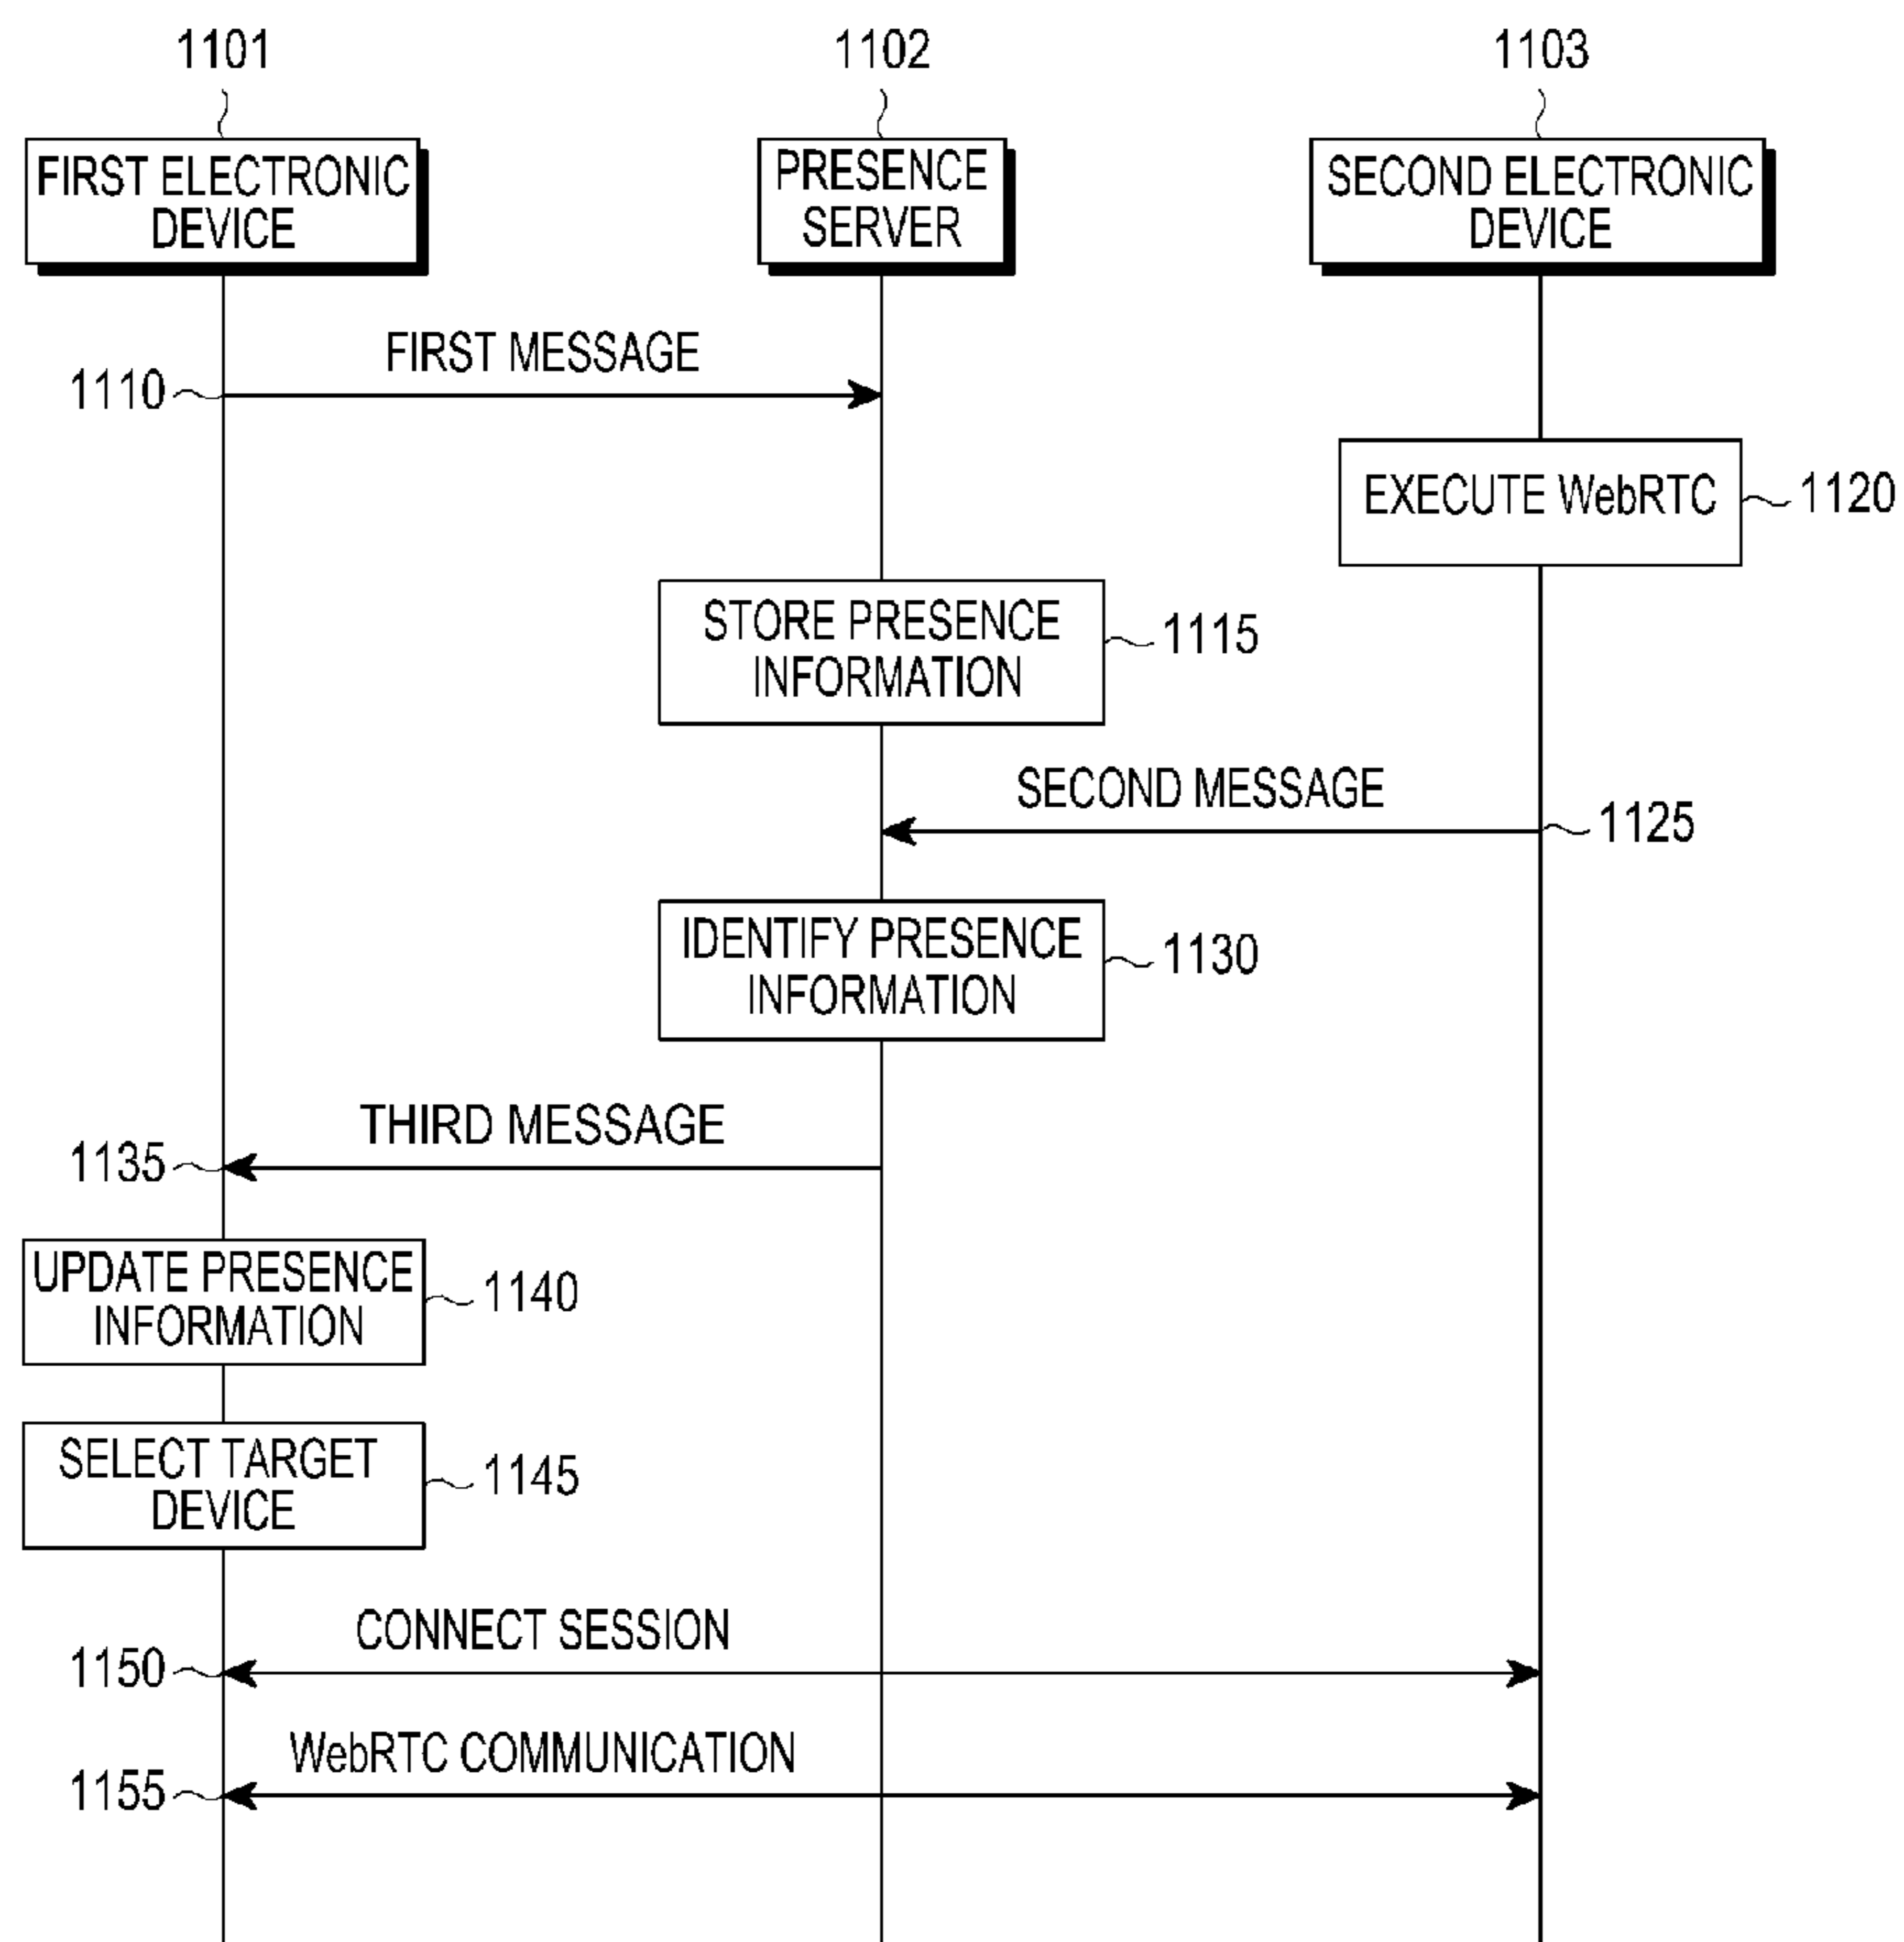 1101
1102
1103
FIRST ELECTRONIC
DEVICE
PRESENCE
SERVER
SECOND ELECTRONIC
DEVICE
FIRST MESSAGE
1110
EXECUTE WebRTC
1120
STORE PRESENCE
INFORMATION
1115
SECOND MESSAGE
1125
IDENTIFY PRESENCE
INFORMATION
1130
THIRD MESSAGE
1135
UPDATE PRESENCE
INFORMATION
1140
SELECT TARGET
DEVICE
1145
CONNECT SESSION
1150
WebRTC COMMUNICATION
1155